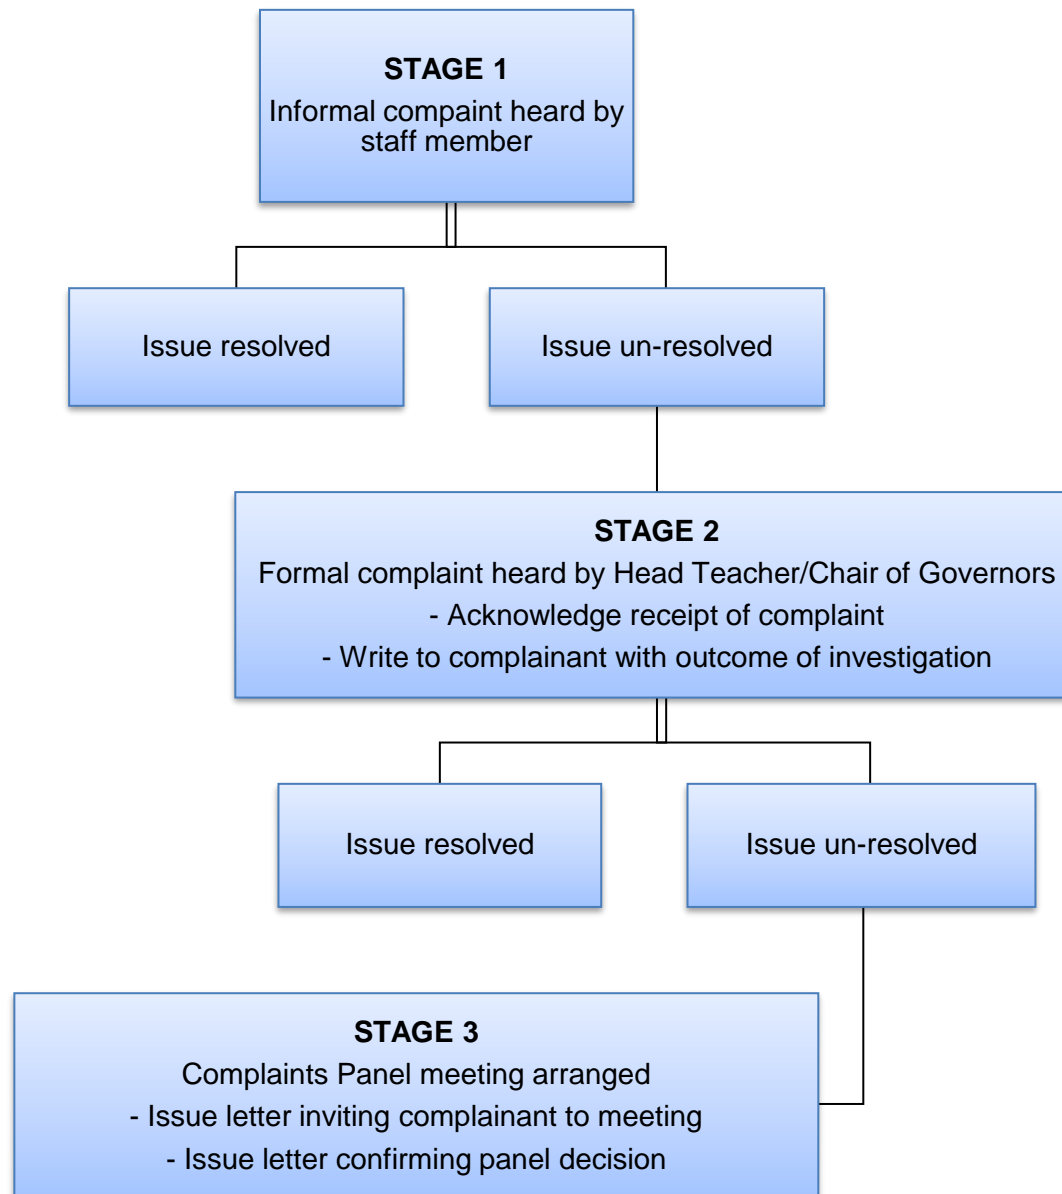 STAGE 1
Informal compaint heard by
staff member
Issue resolved
Issue un-resolved
STAGE 2
Formal complaint heard by Head Teacher/Chair of Governors
- Acknowledge receipt of complaint
- Write to complainant with outcome of investigation
Issue resolved
Issue un-resolved
STAGE 3
Complaints Panel meeting arranged
- Issue letter inviting complainant to meeting
- Issue letter confirming panel decision